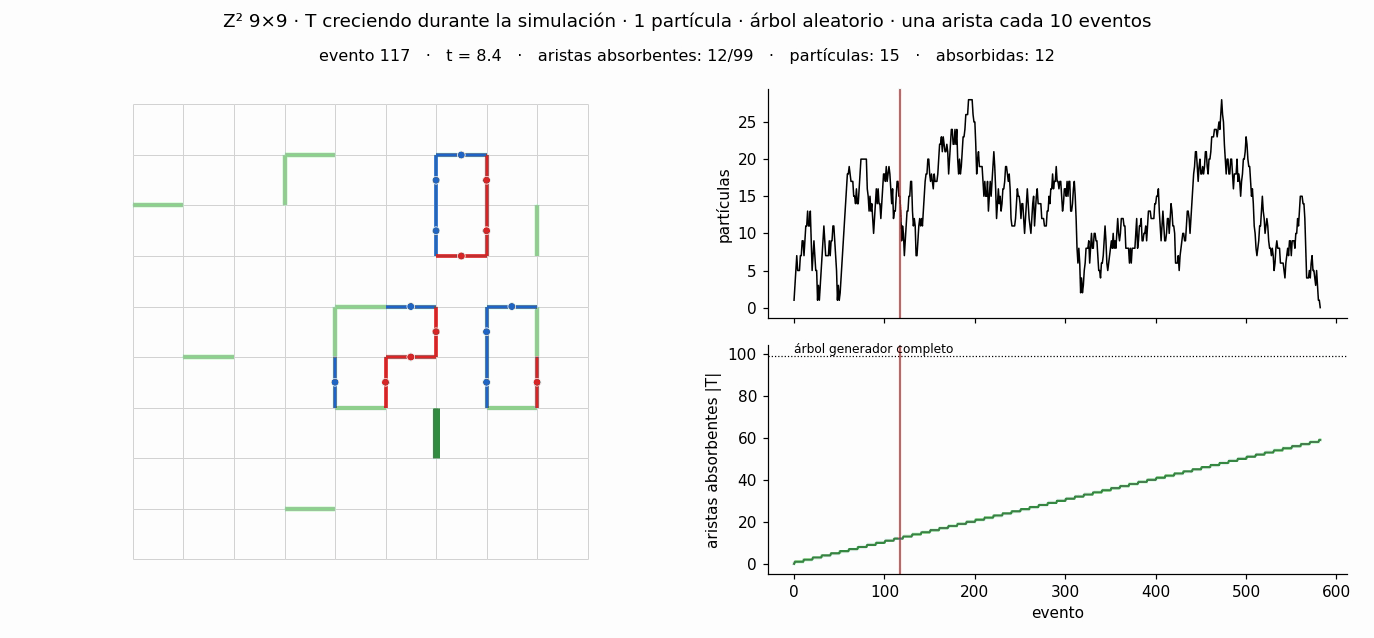 Z² 9×9 · T creciendo durante la simulación · 1 partícula · árbol aleatorio · una arista cada 10 eventos
evento 117 · t = 8.4 · aristas absorbentes: 12/99 · partículas: 15 · absorbidas: 12
partículas
25
20
15
10
5
0
aristas absorbentes |T|
árbol generador completo
100
80
60
40
20
0
0 100 200 300 400 500 600
evento